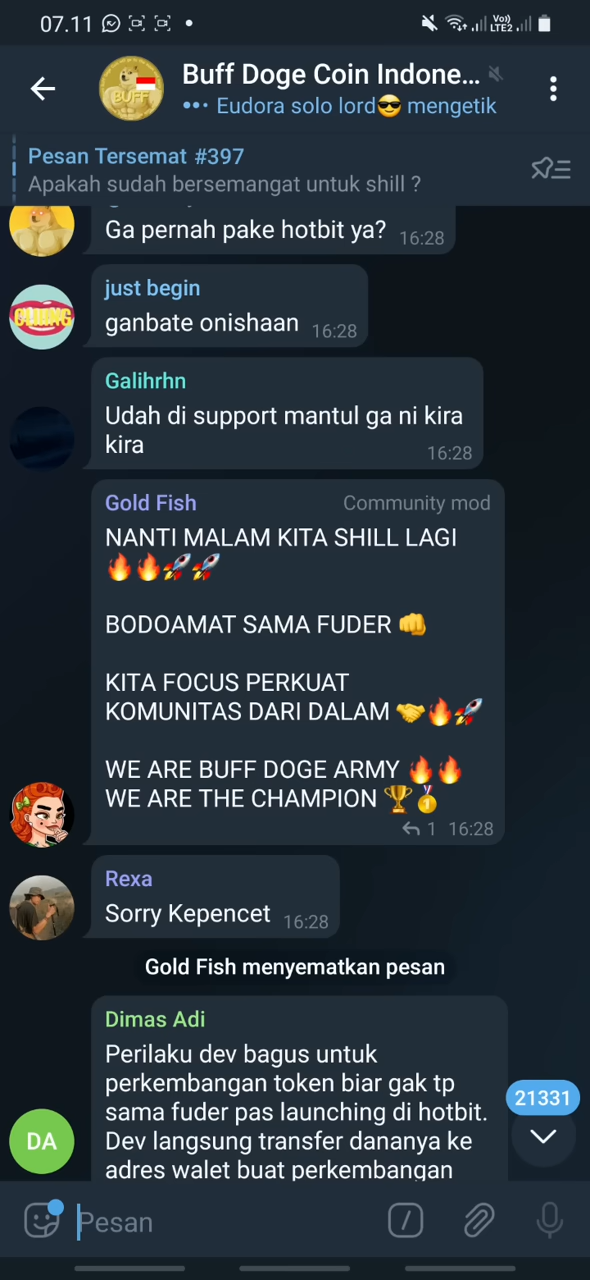 07.11
Vo))
LTE2
BUFF
Buff Doge Coin Indone...
Eudora solo lord😎 mengetik
Pesan Tersemat #397
Apakah sudah bersemangat untuk shill ?
Ga pernah pake hotbit ya? 16:28
just begin
ganbate onishaan 16:28
Galihrhn
Udah di support mantul ga ni kira
kira
16:28
Gold Fish Community mod
NANTI MALAM KITA SHILL LAGI
🔥🔥🚀🚀
BODOAMAT SAMA FUDER 👊
KITA FOCUS PERKUAT
KOMUNITAS DARI DALAM 🤝🔥🚀
WE ARE BUFF DOGE ARMY 🔥🔥
WE ARE THE CHAMPION 🏆🥇
1 16:28
Rexa
Sorry Kepencet 16:28
Gold Fish menyematkan pesan
Dimas Adi
Perilaku dev bagus untuk
perkembangan token biar gak tp
sama fuder pas launching di hotbit.
Dev langsung transfer dananya ke
adres walet buat perkembangan
DA
21331
Pesan